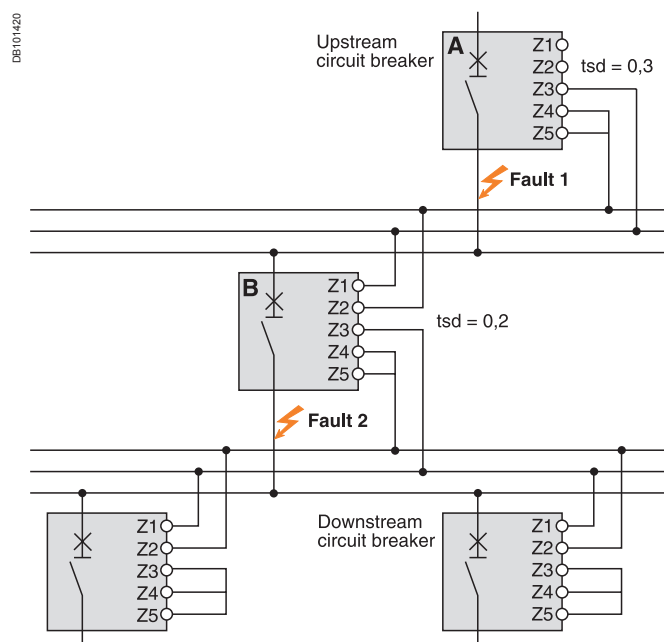 DB101420
Upstream
circuit breaker
A
Z1
Z2
Z3
Z4
Z5
tsd = 0,3
Fault 1
B
Z1
Z2
Z3
Z4
Z5
tsd = 0,2
Fault 2
Z1
Z2
Z3
Z4
Z5
Downstream
circuit breaker
Z1
Z2
Z3
Z4
Z5